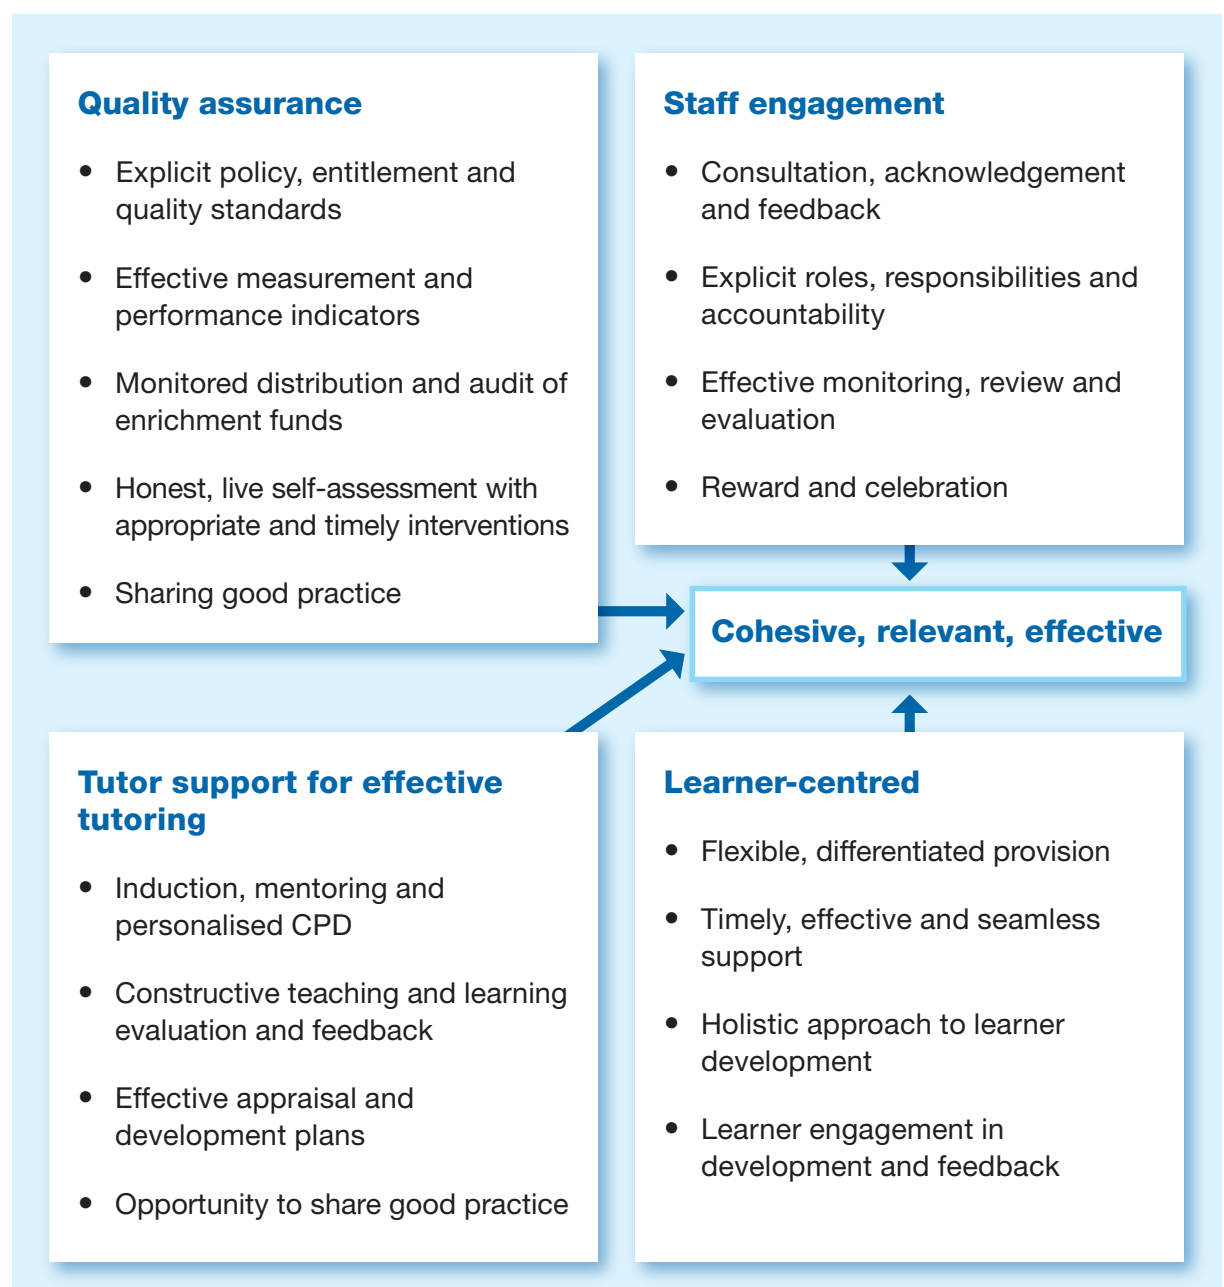 Quality assurance
• Explicit policy, entitlement and
quality standards
• Effective measurement and
performance indicators
• Monitored distribution and audit of
enrichment funds
• Honest, live self-assessment with
appropriate and timely interventions
• Sharing good practice
Staff engagement
• Consultation, acknowledgement
and feedback
• Explicit roles, responsibilities and
accountability
• Effective monitoring, review and
evaluation
• Reward and celebration
Cohesive, relevant, effective
Tutor support for effective
tutoring
• Induction, mentoring and
personalised CPD
• Constructive teaching and learning
evaluation and feedback
• Effective appraisal and
development plans
• Opportunity to share good practice
Learner-centred
• Flexible, differentiated provision
• Timely, effective and seamless
support
• Holistic approach to learner
development
• Learner engagement in
development and feedback